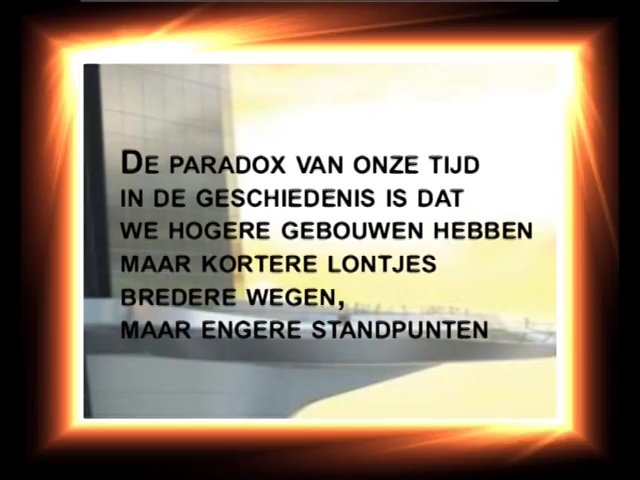 De paradox van onze tijd
in de geschiedenis is dat
we hogere gebouwen hebben
maar kortere lontjes
bredere wegen,
maar engere standpunten